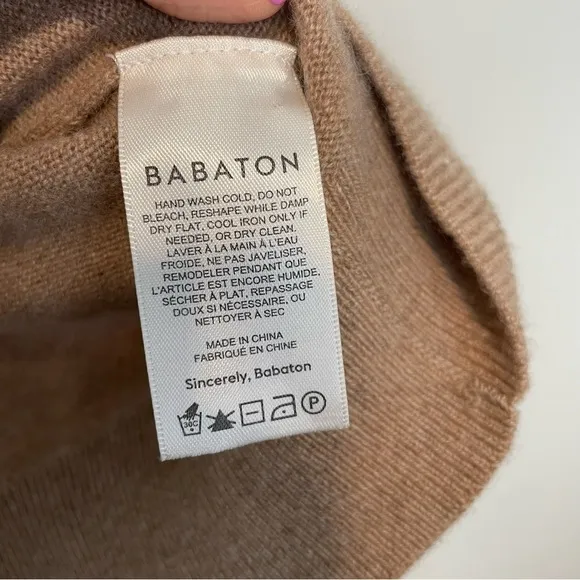 BABATON
HAND WASH COLD, DO NOT
BLEACH, RESHAPE WHILE DAMP
DRY FLAT, COOL IRON ONLY IF
NEEDED, OR DRY CLEAN.
LAVER À LA MAIN À L'EAU
FROIDE, NE PAS JAVELISER,
REMODELER PENDANT QUE
L'ARTICLE EST ENCORE HUMIDE,
SÉCHER À PLAT, REPASSAGE
DOUX SI NÉCESSAIRE, OU
NETTOYER À SEC
MADE IN CHINA
FABRIQUÉ EN CHINE
Sincerely, Babaton
30C P